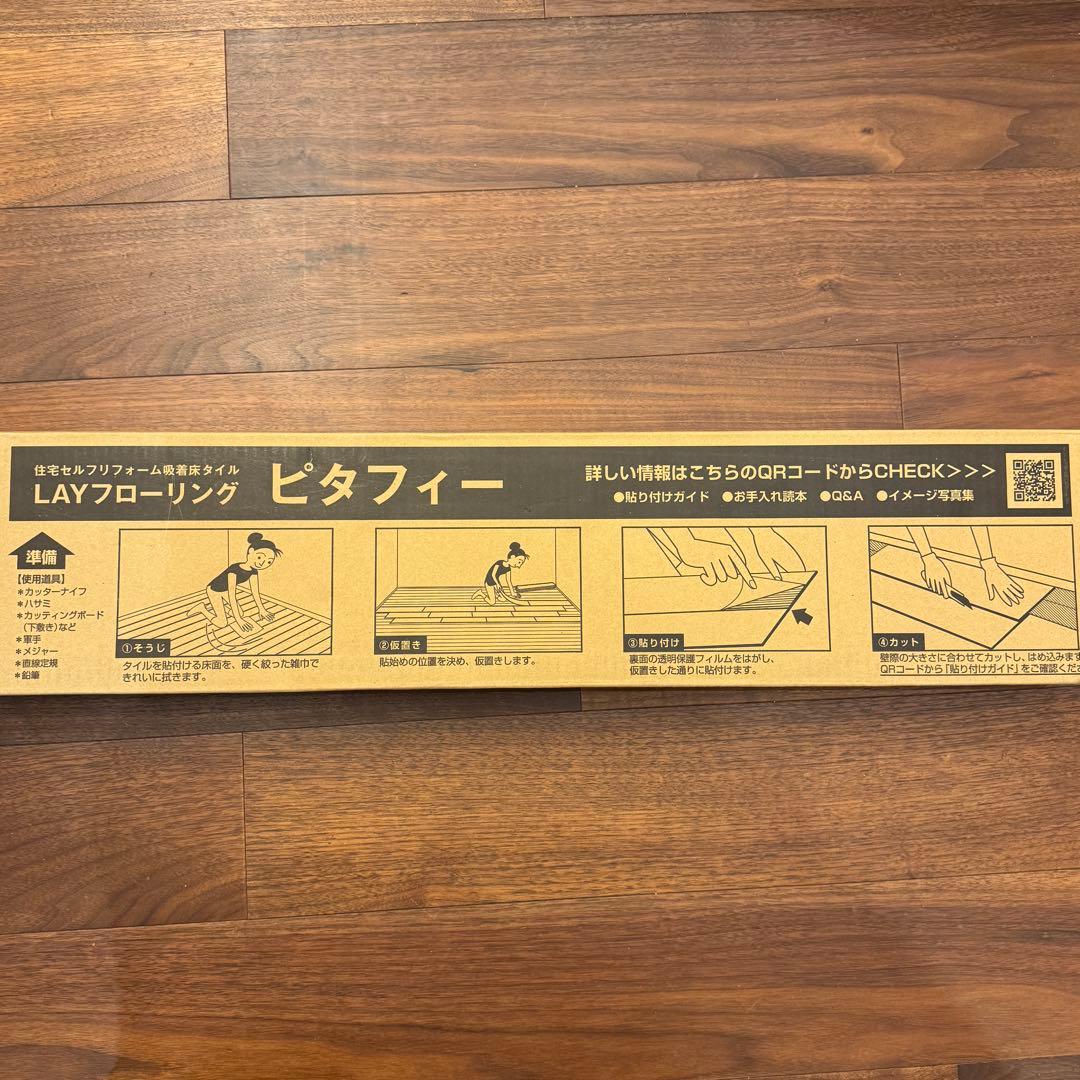 住宅セルフリフォーム吸着床タイル
LAYフローリング
ピタフィー
詳しい情報はこちらのQRコードからCHECK>>>
●貼り付けガイド ●お手入れ読本 ●Q&A ●イメージ写真集
準備
【使用道具】
*カッターナイフ
*ハサミ
*カッティングボード
(下敷き)など
*軍手
*メジャー
*直線定規
*鉛筆
①そうじ
タイルを貼付ける床面を、硬く絞った雑巾で
きれいに拭きます。
②仮置き
貼始めの位置を決め、仮置きします。
③貼り付け
裏面の透明保護フィルムをはがし、
仮置きした通りに貼付けます。
④カット
壁際の大きさに合わせてカットし、はめ込みます
QRコードから「貼り付けガイド」をご確認くださ